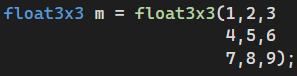 float3x3 m = float3x3(1,2,3
4,5,6
7,8,9);